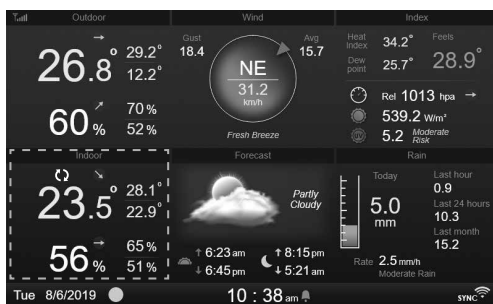 Outdoor
26.8°
29.2°
12.2°
60%
70%
52%
Wind
Gust
18.4
Avg
15.7
NE
31.2
km/h
Fresh Breeze
Index
Heat Index
34.2°
Feels
28.9°
Dew point
25.7°
Rel 1013 hpa
539.2 W/m²
5.2 Moderate Risk
Indoor
23.5°
28.1°
22.9°
56%
65%
51%
Forecast
Partly
Cloudy
↑ 6:23 am
↓ 6:45 pm
↑ 8:15 pm
↓ 5:21 am
Rain
Today
5.0
mm
Last hour
0.9
Last 24 hours
10.3
Last month
15.2
Rate 2.5 mm/h
Moderate Rain
Tue 8/6/2019
10 : 38 am
SYNC